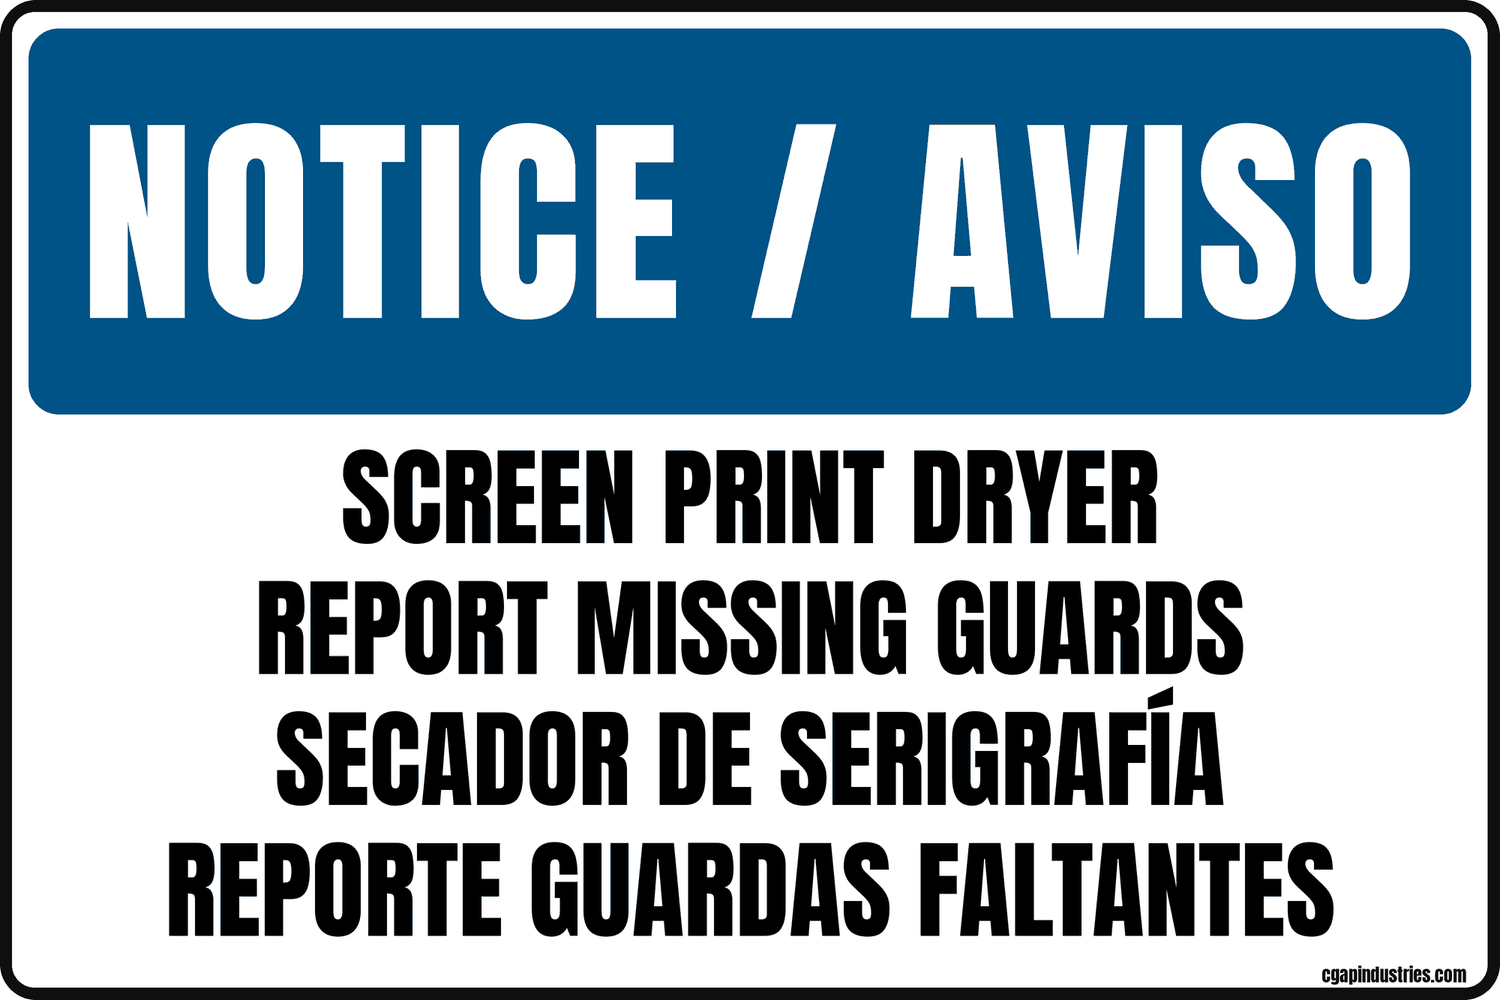 NOTICE / AVISO
SCREEN PRINT DRYER
REPORT MISSING GUARDS
SECADOR DE SERIGRAFÍA
REPORTE GUARDAS FALTANTES
cgapindustries.com